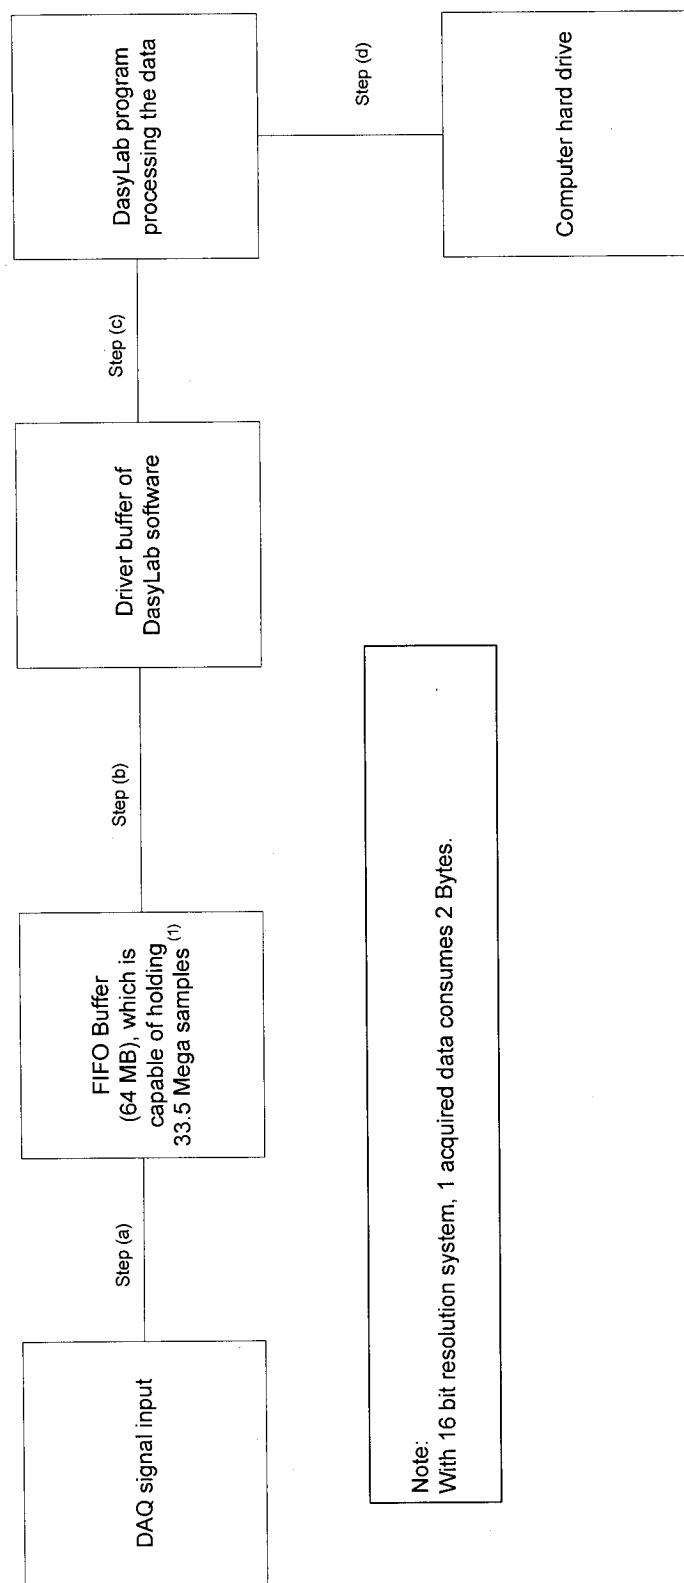 DAQ signal input
Step (a)
FIFO Buffer
(64 MB), which is
capable of holding
33.5 Mega samples (1)
Step (b)
Driver buffer of
DasyLab software
Step (c)
DasyLab program
processing the data
Step (d)
Computer hard drive
Note:
With 16 bit resolution system, 1 acquired data consumes 2 Bytes.